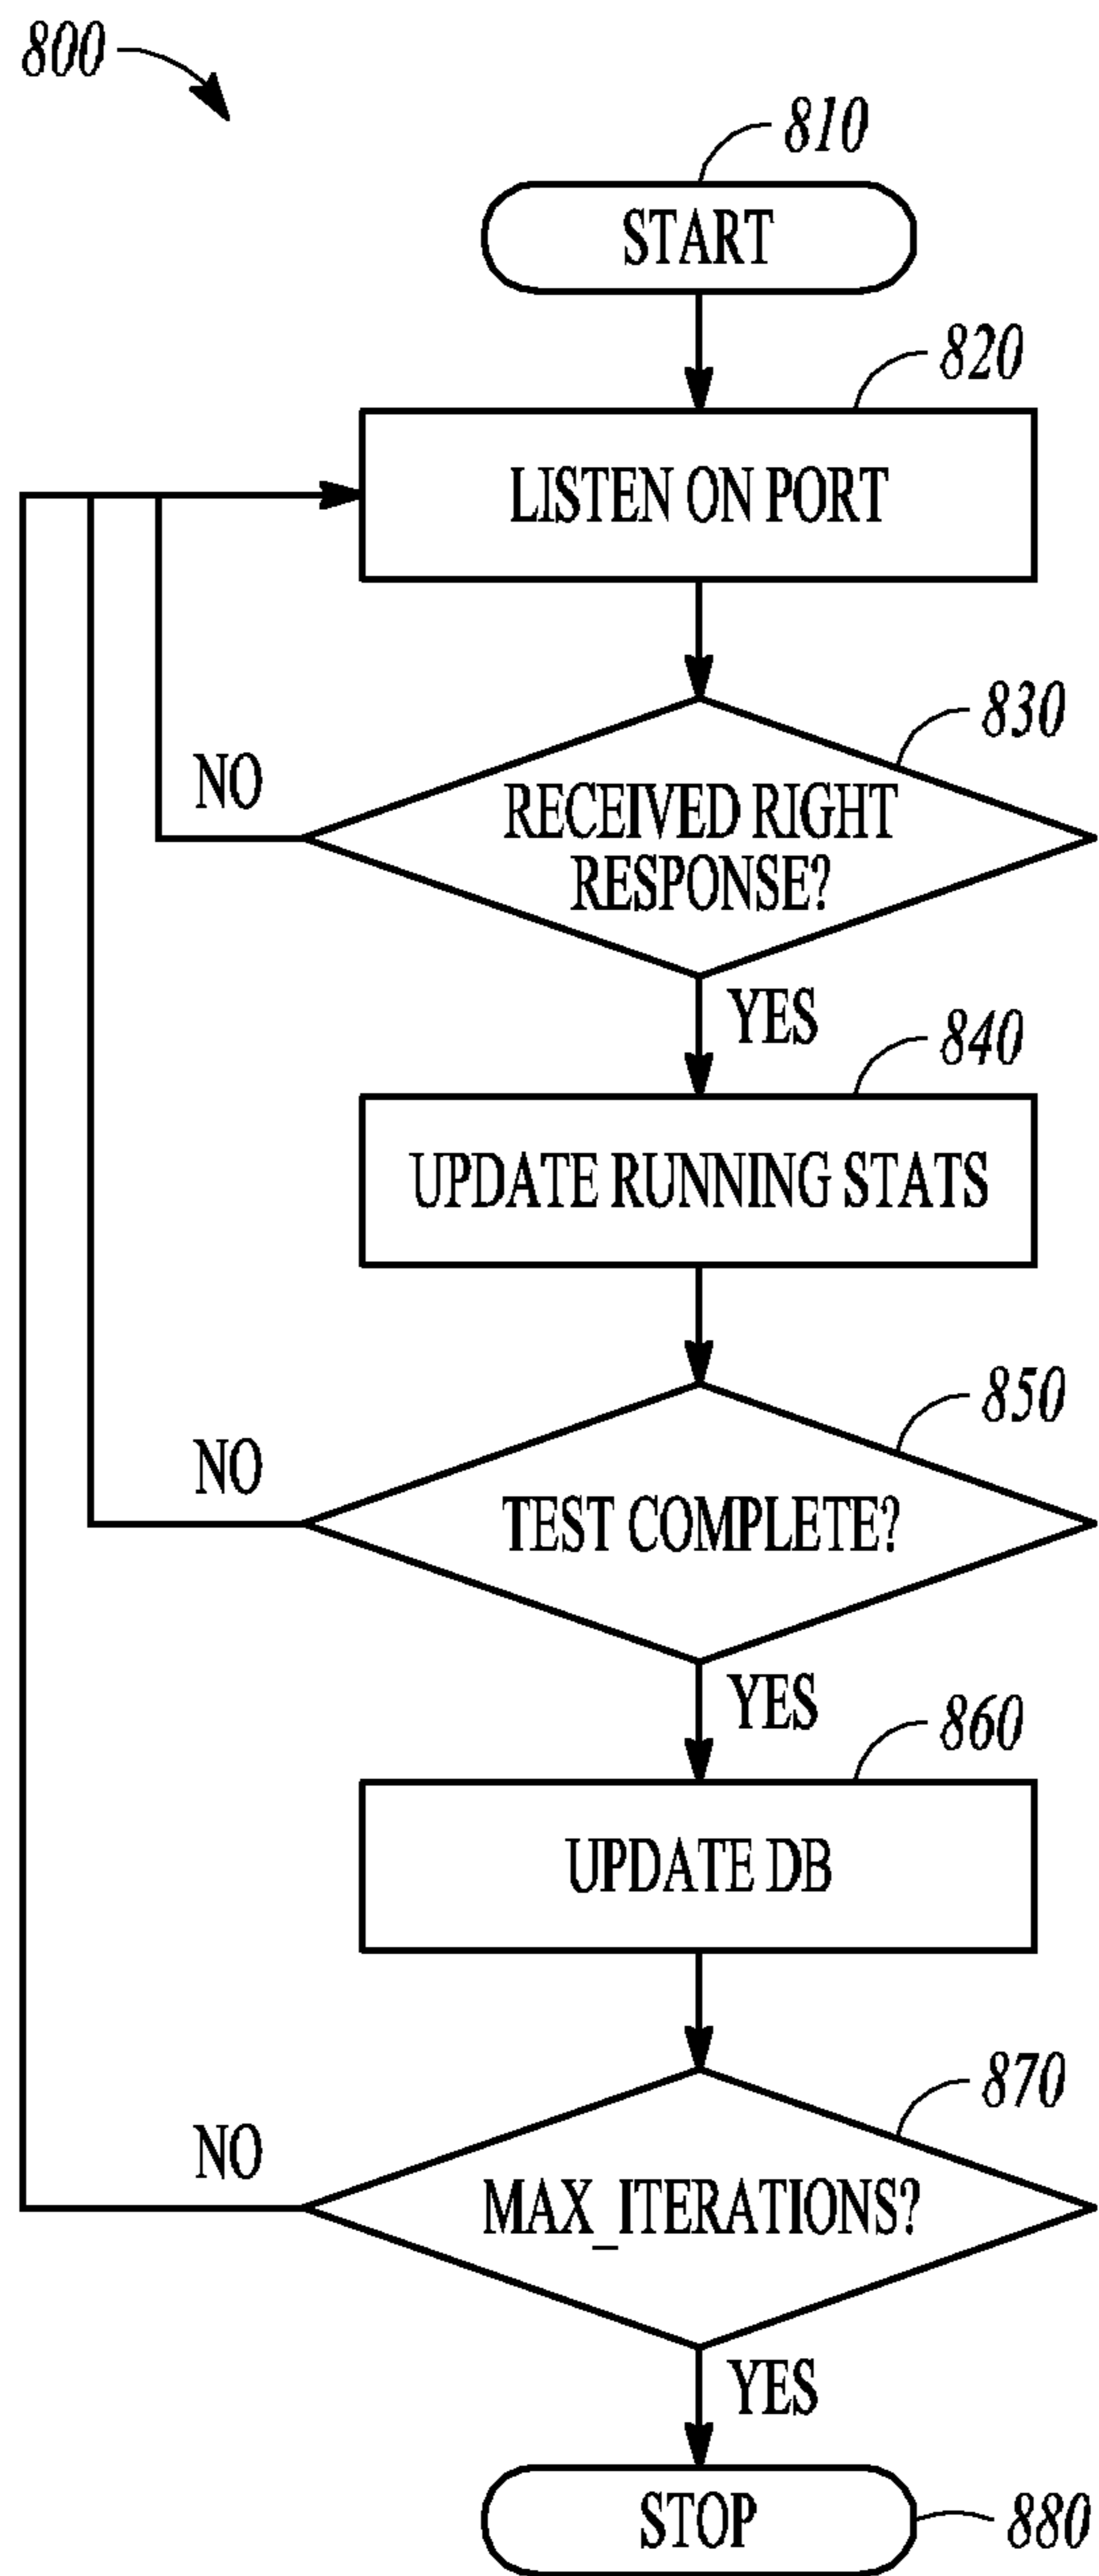 800
810
START
820
LISTEN ON PORT
830
NO
RECEIVED RIGHT
RESPONSE?
YES
840
UPDATE RUNNING STATS
850
NO
TEST COMPLETE?
YES
860
UPDATE DB
870
NO
MAX_ITERATIONS?
YES
STOP
880